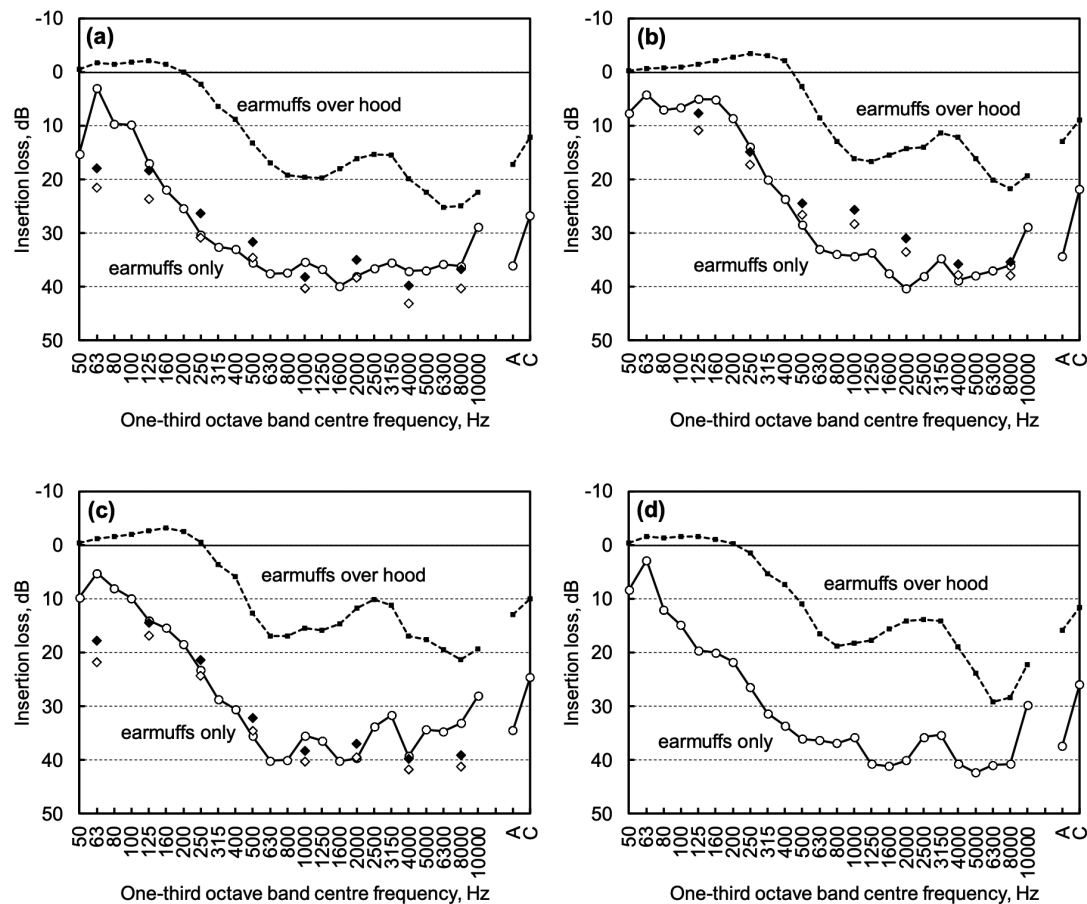 (a)
-10
0
10
20
30
40
50
Insertion loss, dB
earmuffs over hood
earmuffs only
50 63 80 100 125 160 200 250 315 400 500 630 800 1000 1250 1600 2000 2500 3150 4000 5000 6300 8000 10000 A C
One-third octave band centre frequency, Hz
(b)
-10
0
10
20
30
40
50
Insertion loss, dB
earmuffs over hood
earmuffs only
50 63 80 100 125 160 200 250 315 400 500 630 800 1000 1250 1600 2000 2500 3150 4000 5000 6300 8000 10000 A C
One-third octave band centre frequency, Hz
(c)
-10
0
10
20
30
40
50
Insertion loss, dB
earmuffs over hood
earmuffs only
50 63 80 100 125 160 200 250 315 400 500 630 800 1000 1250 1600 2000 2500 3150 4000 5000 6300 8000 10000 A C
One-third octave band centre frequency, Hz
(d)
-10
0
10
20
30
40
50
Insertion loss, dB
earmuffs over hood
earmuffs only
50 63 80 100 125 160 200 250 315 400 500 630 800 1000 1250 1600 2000 2500 3150 4000 5000 6300 8000 10000 A C
One-third octave band centre frequency, Hz